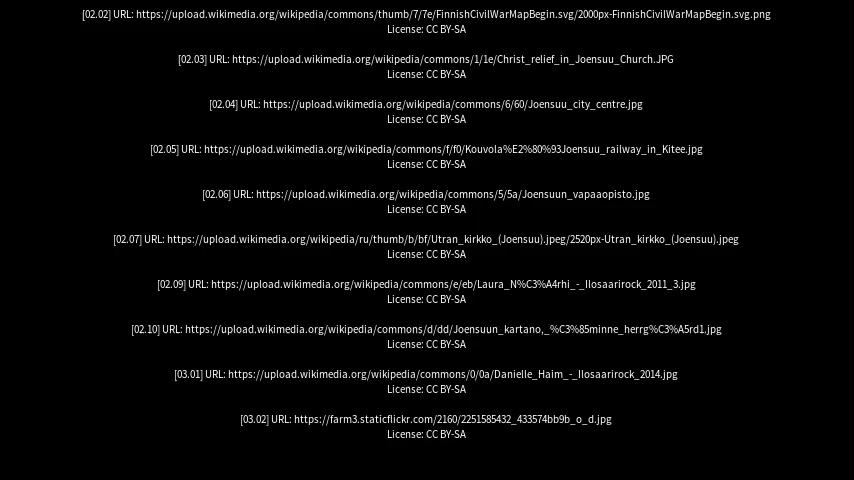 [02.02] URL: https://upload.wikimedia.org/wikipedia/commons/thumb/7/7e/FinnishCivilWarMapBegin.svg/2000px-FinnishCivilWarMapBegin.svg.png
License: CC BY-SA
[02.03] URL: https://upload.wikimedia.org/wikipedia/commons/1/1e/Christ_relief_in_Joensuu_Church.JPG
License: CC BY-SA
[02.04] URL: https://upload.wikimedia.org/wikipedia/commons/6/60/Joensuu_city_centre.jpg
License: CC BY-SA
[02.05] URL: https://upload.wikimedia.org/wikipedia/commons/f/f0/Kouvola%E2%80%93Joensuu_railway_in_Kitee.jpg
License: CC BY-SA
[02.06] URL: https://upload.wikimedia.org/wikipedia/commons/5/5a/Joensuun_vapaaopisto.jpg
License: CC BY-SA
[02.07] URL: https://upload.wikimedia.org/wikipedia/ru/thumb/b/bf/Utran_kirkko_(Joensuu).jpeg/2520px-Utran_kirkko_(Joensuu).jpeg
License: CC BY-SA
[02.09] URL: https://upload.wikimedia.org/wikipedia/commons/e/eb/Laura_N%C3%A4rhi_-_Ilosaarirock_2011_3.jpg
License: CC BY-SA
[02.10] URL: https://upload.wikimedia.org/wikipedia/commons/d/dd/Joensuun_kartano,_%C3%85minne_herrg%C3%A5rd1.jpg
License: CC BY-SA
[03.01] URL: https://upload.wikimedia.org/wikipedia/commons/0/0a/Danielle_Haim_-_Ilosaarirock_2014.jpg
License: CC BY-SA
[03.02] URL: https://farm3.staticflickr.com/2160/2251585432_433574bb9b_o_d.jpg
License: CC BY-SA